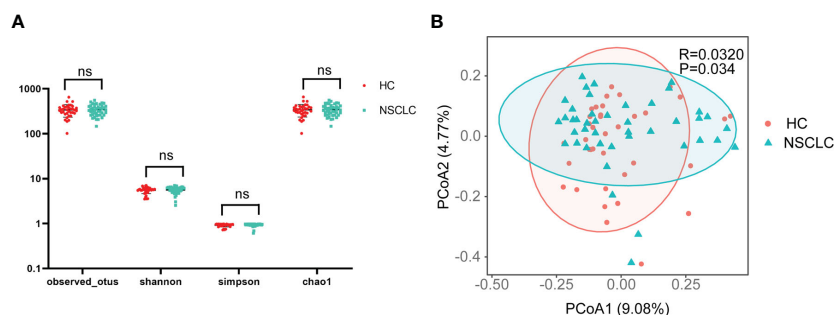 A
ns
ns
HC
NSCLC
1000
100
ns
10
ns
1
0.1
observed_otus shannon simpson chao1
B
R=0.0320
P=0.034
0.2
0.0
-0.2
-0.4
PCoA2 (4.77%)
HC
NSCLC
-0.50 -0.25 0.00 0.25
PCoA1 (9.08%)